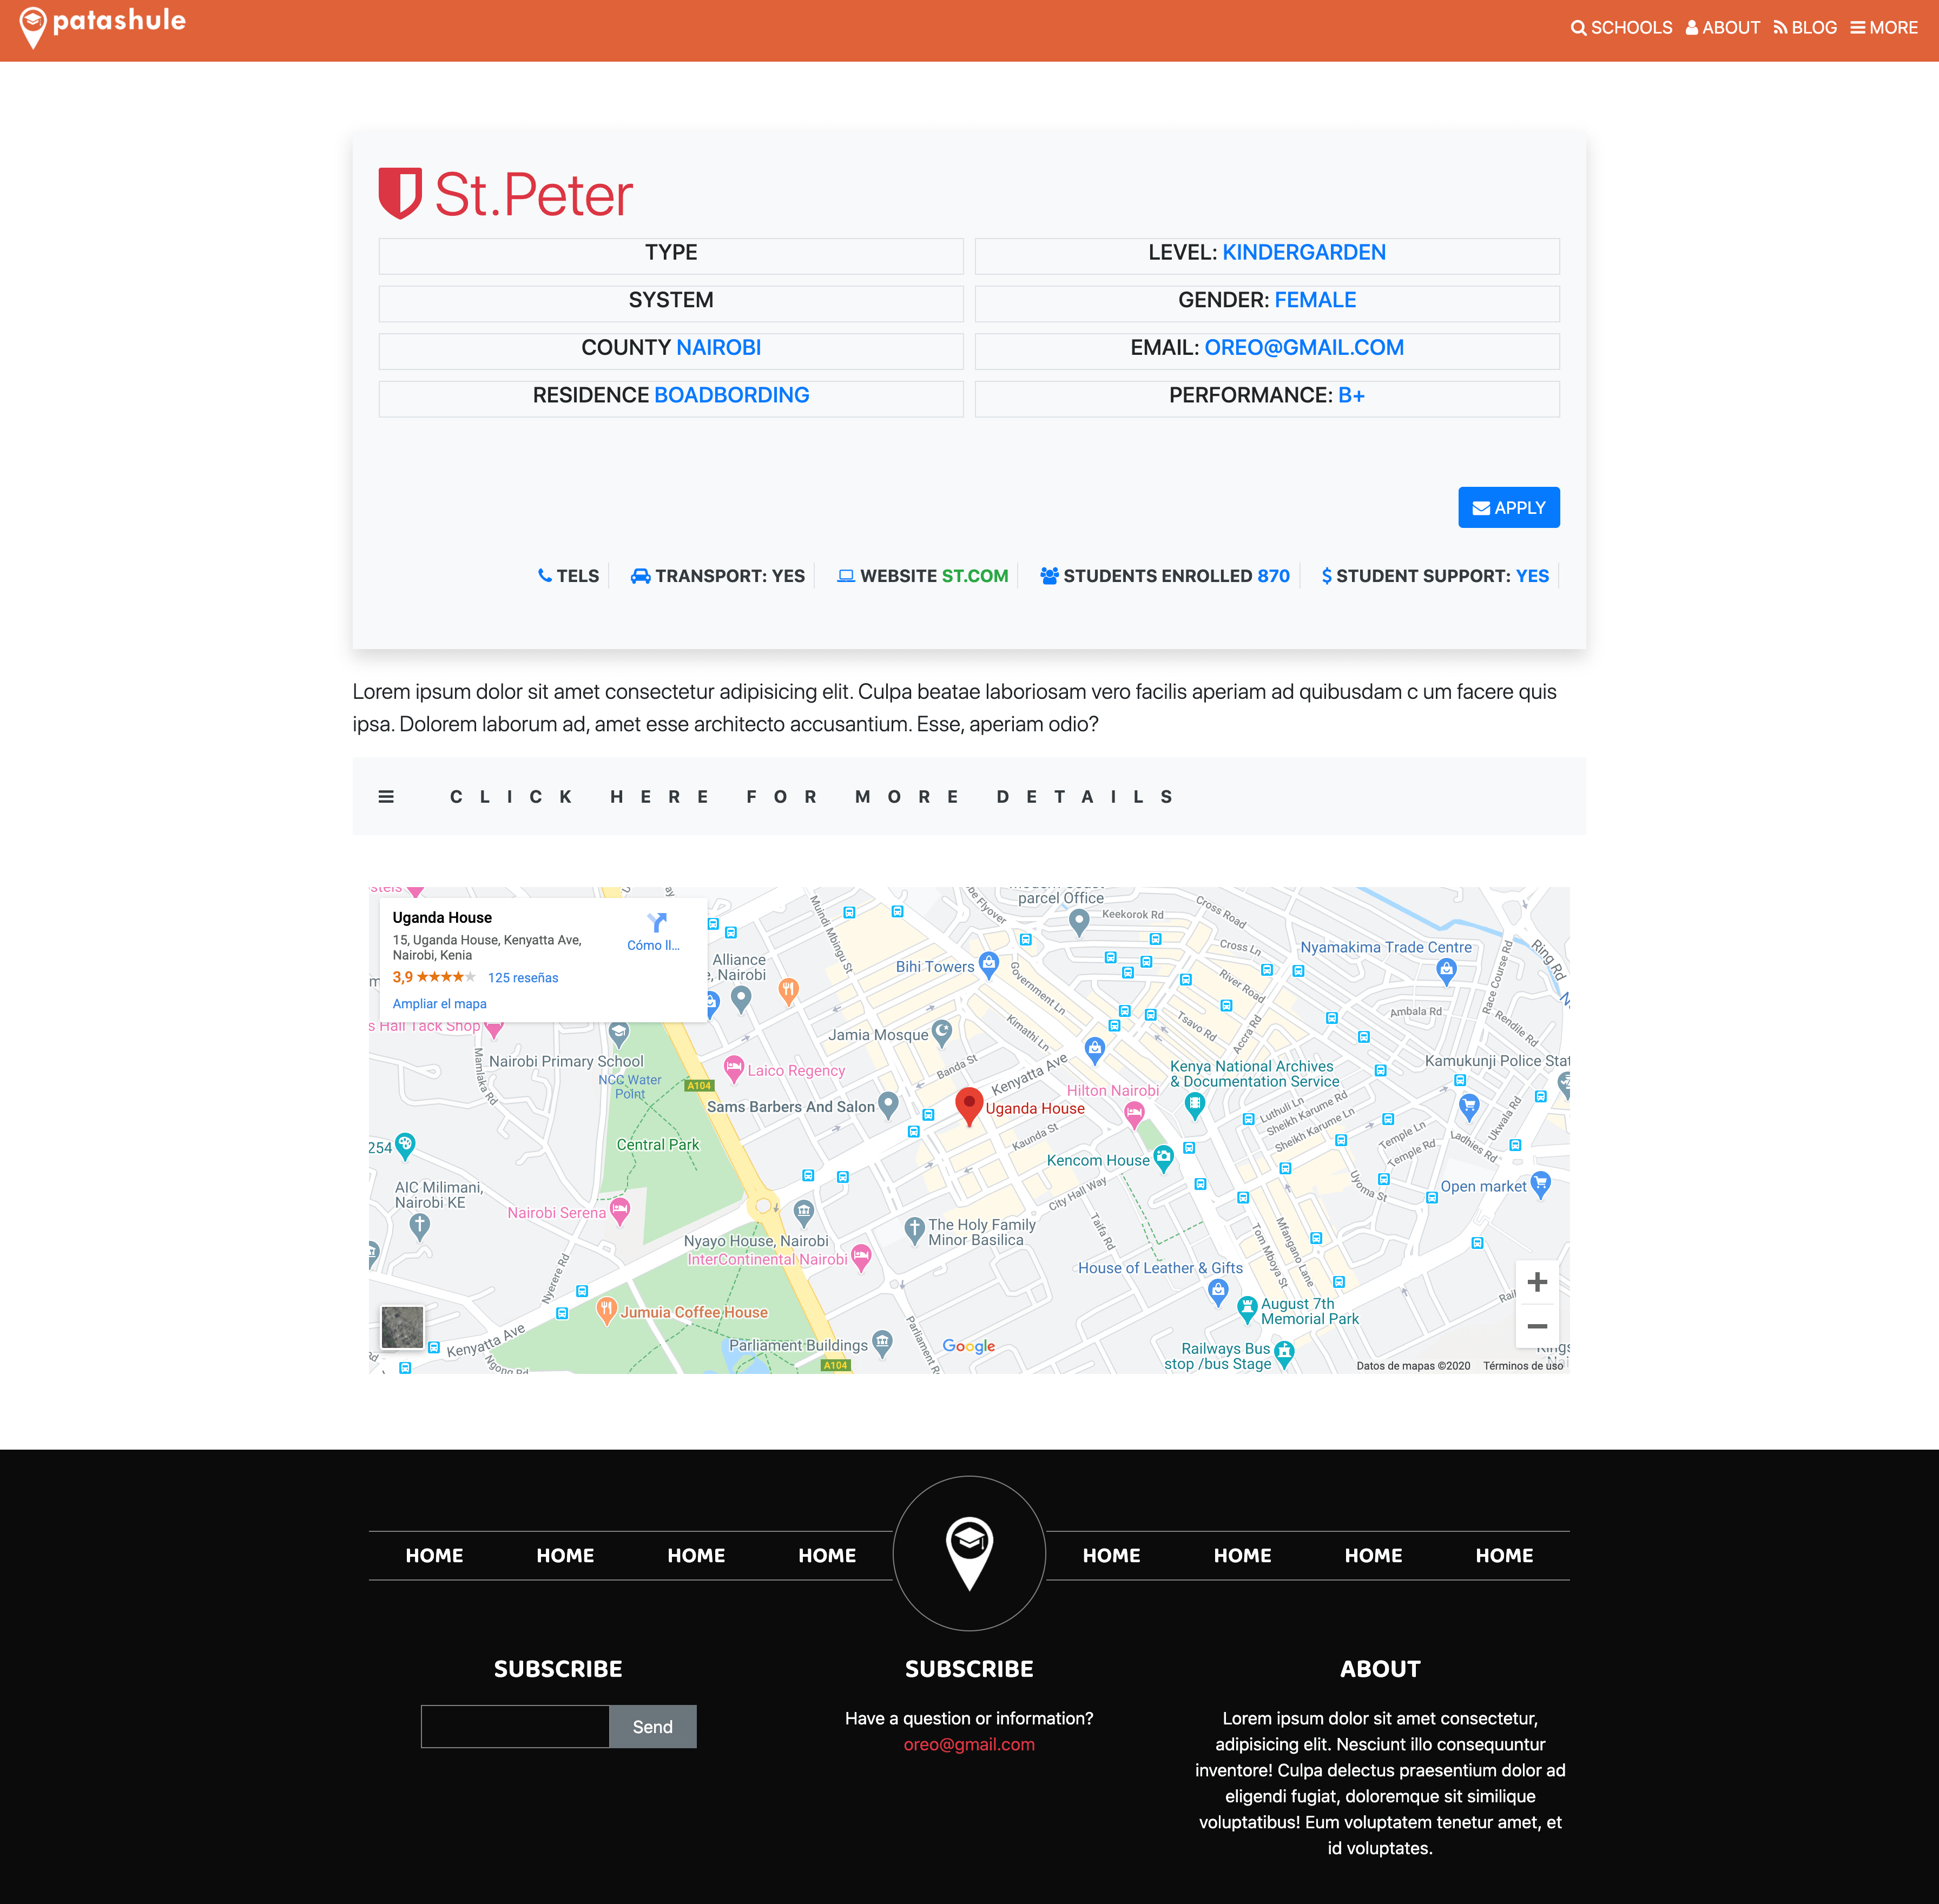 patashule
SCHOOLS ABOUT BLOG MORE
St.Peter
TYPE
LEVEL: KINDERGARDEN
SYSTEM
GENDER: FEMALE
COUNTY NAIROBI
EMAIL: OREO@GMAIL.COM
RESIDENCE BOADBORDING
PERFORMANCE: B+
APPLY
TELS
TRANSPORT: YES
WEBSITE ST.COM
STUDENTS ENROLLED 870
STUDENT SUPPORT: YES
Lorem ipsum dolor sit amet consectetur adipisicing elit. Culpa beatae laboriosam vero facilis aperiam ad quibusdam c um facere quis
ipsa. Dolorem laborum ad, amet esse architecto accusantium. Esse, aperiam odio?
CLICK HERE FOR MORE DETAILS
Uganda House
15, Uganda House, Kenyatta Ave,
Nairobi, Kenia
3,9
125 reseñas
Cómo ll...
Ampliar el mapa
parcel Office
Keekorok Rd
Cross Road
Cross Ln
River Road
Muindi Mbingu St
Government Ln
Nyamakima Trade Centre
Race Course Rd
Ring Rd
Alliance
e, Nairobi
Bihi Towers
Kimathi Ln
Tsavo Rd
Accra Rd
Ambala Rd
Rendile Rd
s Hall Tack Shop
Jamia Mosque
Nairobi Primary School
NCC Water
Point
Mamlaka Rd
A104
Laico Regency
Banda St
Kenyatta Ave
Kenya National Archives
& Documentation Service
Kamukunji Police Stat
Hilton Nairobi
Sams Barbers And Salon
Uganda House
Luthuli Ln
Sheikh Karume Rd
Sheikh Karume Ln
Temple Ln
Temple Rd
Ladhies Rd
Ukwala Rd
254
Central Park
Kaunda St
Kencom House
Uyoma St
Open market
AIC Milimani,
Nairobi KE
Nairobi Serena
City Hall Way
Taifa Rd
Nyayo House, Nairobi
The Holy Family
Minor Basilica
InterContinental Nairobi
Tom Mboya St
Mfangano Lane
Nyerere Rd
House of Leather & Gifts
Jumuia Coffee House
August 7th
Memorial Park
Kenyatta Ave
Ngong Rd
Parliament Buildings
Parliament Rd
A104
Google
Railways Bus
stop /bus Stage
Datos de mapas ©2020
Términos de uso
HOME HOME HOME HOME HOME HOME HOME HOME
SUBSCRIBE
Send
SUBSCRIBE
Have a question or information?
oreo@gmail.com
ABOUT
Lorem ipsum dolor sit amet consectetur,
adipisicing elit. Nesciunt illo consequuntur
inventore! Culpa delectus praesentium dolor ad
eligendi fugiat, doloremque sit similique
voluptatibus! Eum voluptatem tenetur amet, et
id voluptates.